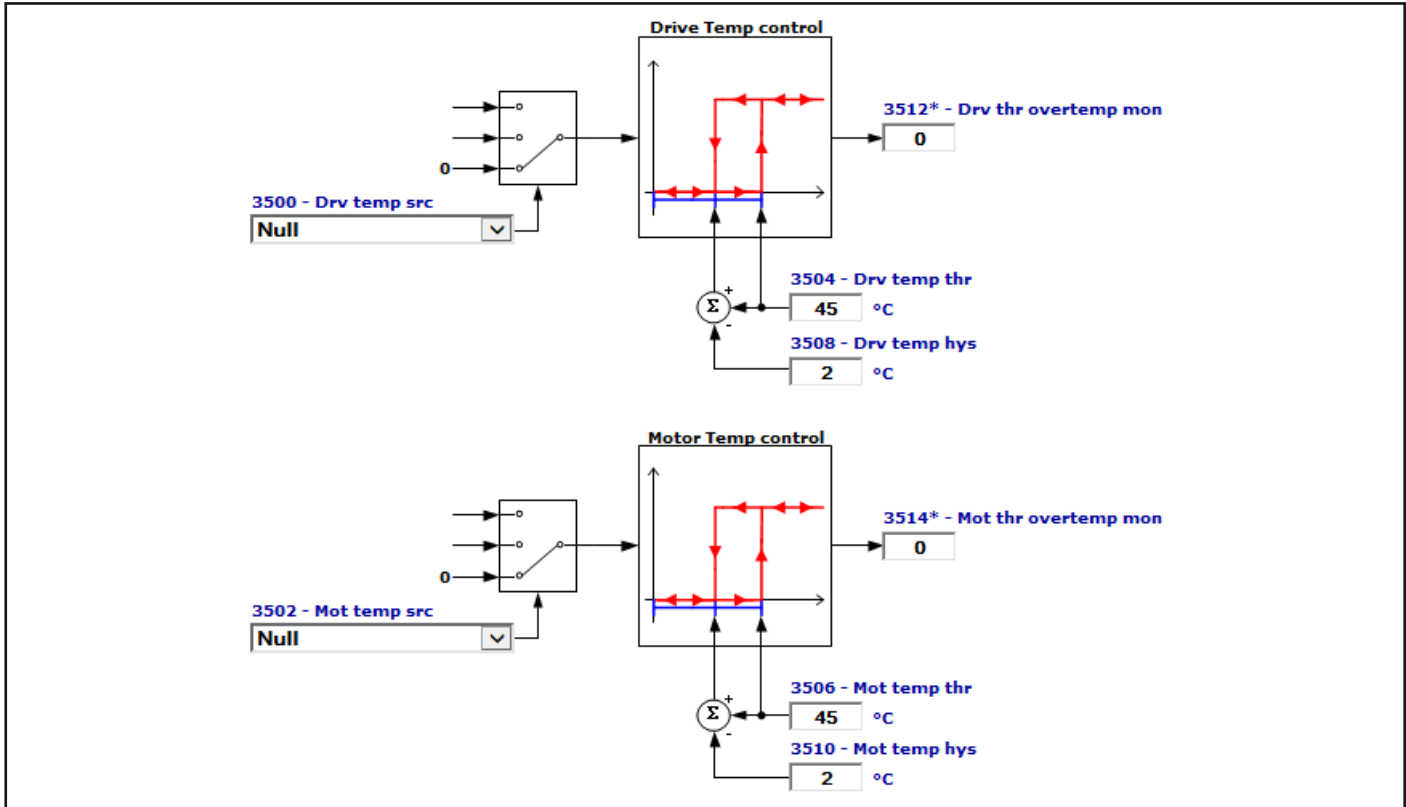 Drive Temp control
3512* - Drv thr overtemp mon
0
0
3500 - Drv temp src
Null
3504 - Drv temp thr
+
Σ
45 °C
-
3508 - Drv temp hys
2 °C
Motor Temp control
3514* - Mot thr overtemp mon
0
0
3502 - Mot temp src
Null
3506 - Mot temp thr
+
Σ
45 °C
-
3510 - Mot temp hys
2 °C